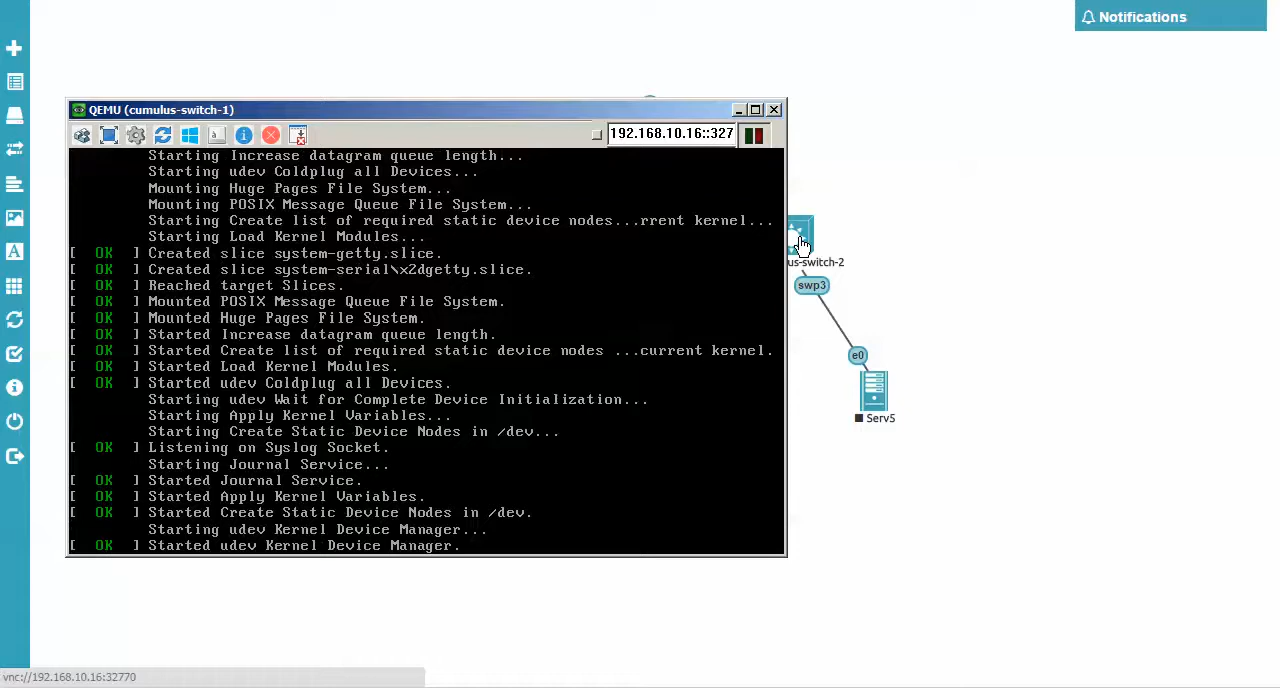 Notifications
QEMU (cumulus-switch-1)
192.168.10.16::327
Starting Increase datagram queue length...
Starting udev Coldplug all Devices...
Mounting Huge Pages File System...
Mounting POSIX Message Queue File System...
Starting Create list of required static device nodes...rrent kernel...
Starting Load Kernel Modules...
[ OK ] Created slice system-getty.slice.
[ OK ] Created slice system-serial\x2dgetty.slice.
[ OK ] Reached target Slices.
[ OK ] Mounted POSIX Message Queue File System.
[ OK ] Mounted Huge Pages File System.
[ OK ] Started Increase datagram queue length.
[ OK ] Started Create list of required static device nodes ...current kernel.
[ OK ] Started Load Kernel Modules.
[ OK ] Started udev Coldplug all Devices.
Starting udev Wait for Complete Device Initialization...
Starting Apply Kernel Variables...
Starting Create Static Device Nodes in /dev...
[ OK ] Listening on Syslog Socket.
Starting Journal Service...
[ OK ] Started Journal Service.
[ OK ] Started Apply Kernel Variables.
[ OK ] Started Create Static Device Nodes in /dev.
Starting udev Kernel Device Manager...
[ OK ] Started udev Kernel Device Manager.
us-switch-2
swp3
e0
Serv5
vnc://192.168.10.16:32770